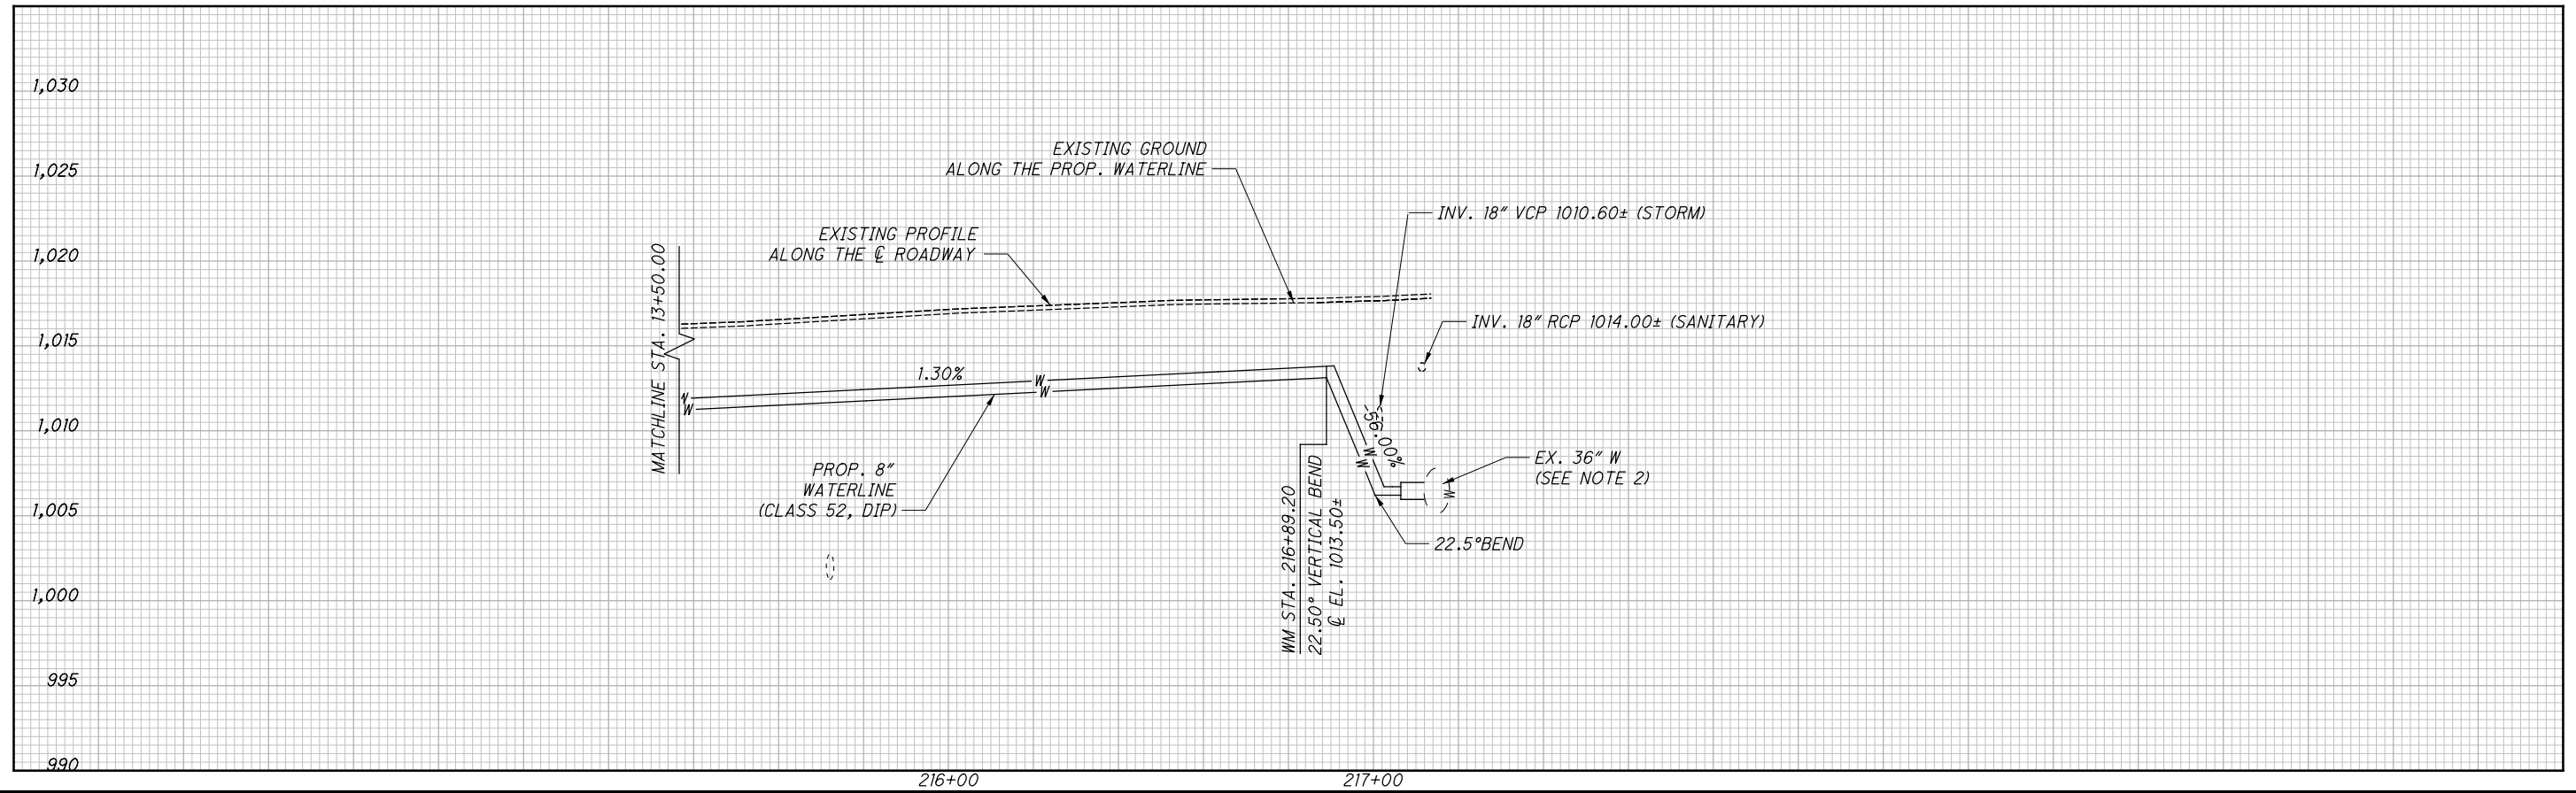 1,030
1,025
1,020
1,015
1,010
1,005
1,000
995
990
MATCHLINE STA. 13+50.00
EXISTING PROFILE
ALONG THE ℄ ROADWAY
EXISTING GROUND
ALONG THE PROP. WATERLINE
INV. 18" VCP 1010.60± (STORM)
INV. 18" RCP 1014.00± (SANITARY)
1.30%
W
W
W
W
PROP. 8"
WATERLINE
(CLASS 52, DIP)
-59.00%
W
W
EX. 36" W
(SEE NOTE 2)
W
22.5°BEND
WM STA. 216+89.20
22.50° VERTICAL BEND
℄ EL. 1013.50±
216+00
217+00